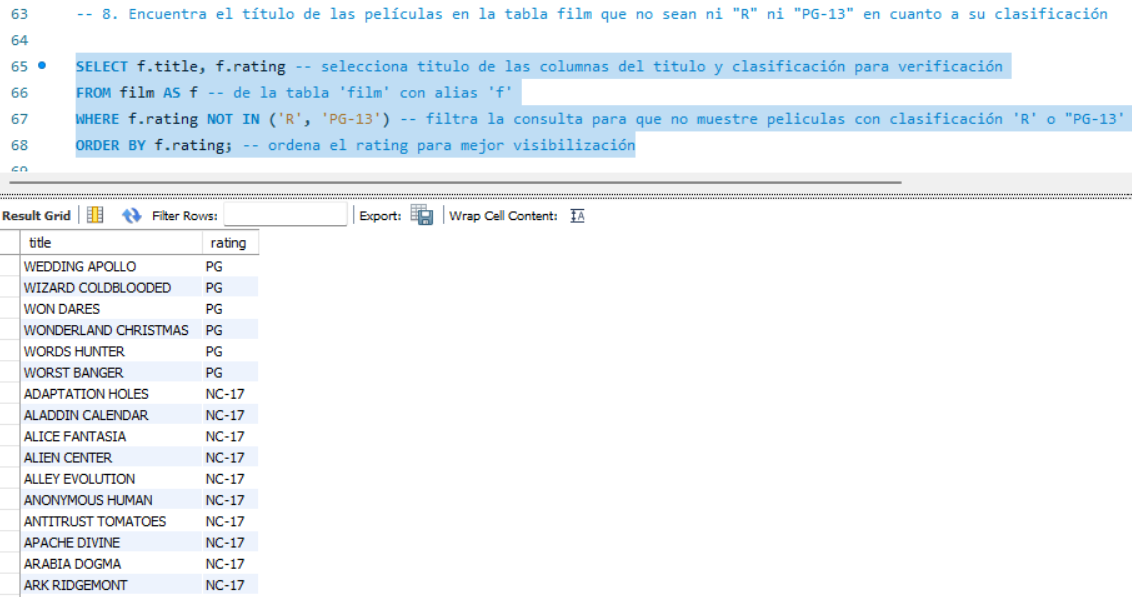 63 -- 8. Encuentra el título de las películas en la tabla film que no sean ni "R" ni "PG-13" en cuanto a su clasificación
64
65 SELECT f.title, f.rating -- selecciona titulo de las columnas del titulo y clasificación para verificación
66 FROM film AS f -- de la tabla 'film' con alias 'f'
67 WHERE f.rating NOT IN ('R', 'PG-13') -- filtra la consulta para que no muestre peliculas con clasificación 'R' o "PG-13'
68 ORDER BY f.rating; -- ordena el rating para mejor visibilización
69
Result Grid Filter Rows: Export: Wrap Cell Content:
title rating
WEDDING APOLLO PG
WIZARD COLDBLOODED PG
WON DARES PG
WONDERLAND CHRISTMAS PG
WORDS HUNTER PG
WORST BANGER PG
ADAPTATION HOLES NC-17
ALADDIN CALENDAR NC-17
ALICE FANTASIA NC-17
ALIEN CENTER NC-17
ALLEY EVOLUTION NC-17
ANONYMOUS HUMAN NC-17
ANTITRUST TOMATOES NC-17
APACHE DIVINE NC-17
ARABIA DOGMA NC-17
ARK RIDGEMONT NC-17